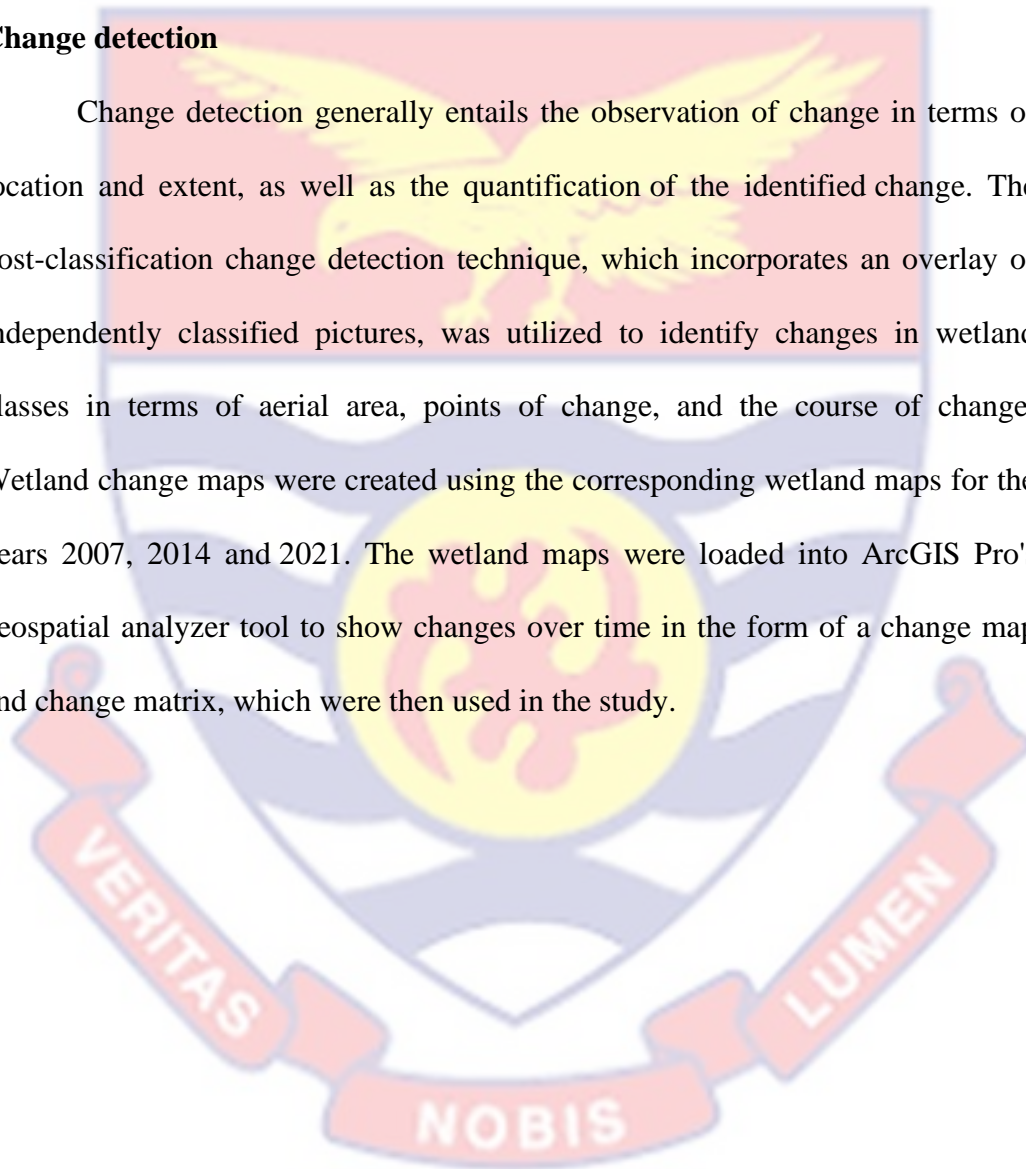 Change detection
Change detection generally entails the observation of change in terms o
ocation and extent, as well as the quantification of the identified change. The
ost-classification change detection technique, which incorporates an overlay o
ndependently classified pictures, was utilized to identify changes in wetland
lasses in terms of aerial area, points of change, and the course of change
Wetland change maps were created using the corresponding wetland maps for the
ears 2007, 2014 and 2021. The wetland maps were loaded into ArcGIS Pro'
eospatial analyzer tool to show changes over time in the form of a change map
nd change matrix, which were then used in the study.
VERITAS
NOBIS
LUMEN